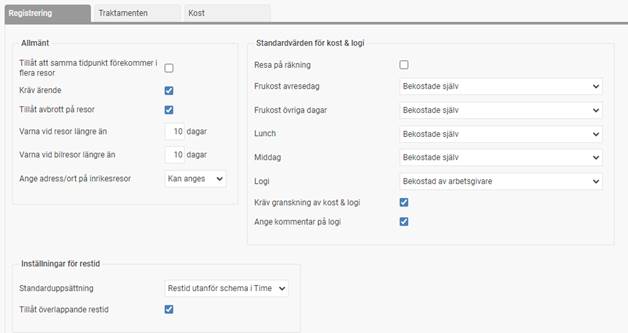 Registrering
Traktamenten
Kost
Allmänt
Tillåt att samma tidpunkt förekommer i
flera resor
Kräv ärende
Tillåt avbrott på resor
Varna vid resor längre än 10 dagar
Varna vid bilresor längre än 10 dagar
Ange adress/ort på inrikesresor Kan anges
Standardvärden för kost & logi
Resa på räkning
Frukost avresedag Bekostade själv
Frukost övriga dagar Bekostade själv
Lunch Bekostade själv
Middag Bekostade själv
Logi Bekostad av arbetsgivare
Kräv granskning av kost & logi
Ange kommentar på logi
Inställningar för restid
Standarduppsättning Restid utanför schema i Time
Tillåt överlappande restid